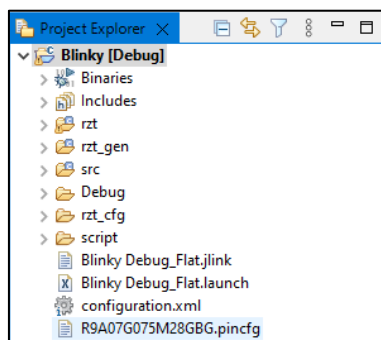 Project Explorer
Blinky [Debug]
Binaries
Includes
rzt
rzt_gen
src
Debug
rzt_cfg
script
Blinky Debug_Flat.jlink
Blinky Debug_Flat.launch
configuration.xml
R9A07G075M28GBG.pincfg